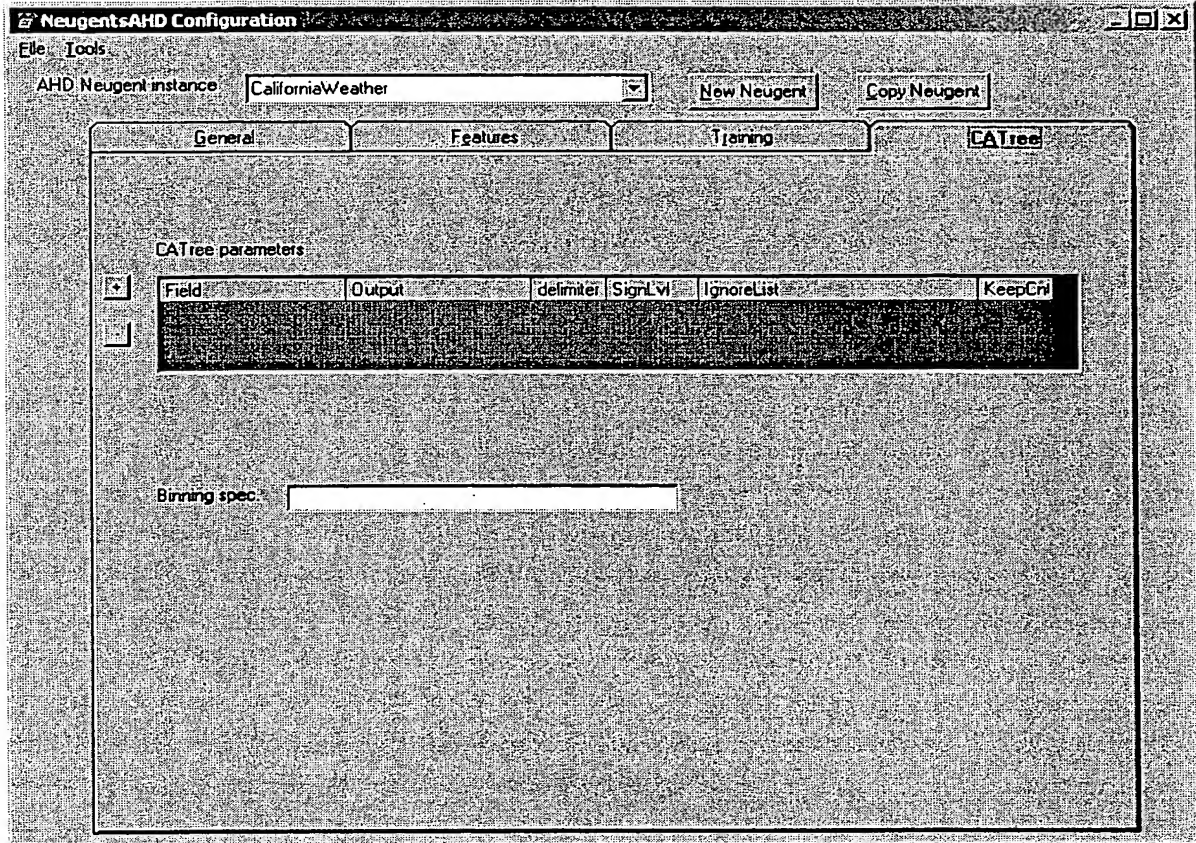 NeugentsAHD Configuration
File Tools
AHD Neugent instance CaliforniaWeather New Neugent Copy Neugent
General Features Training CATree
CATree parameters
+ Field Output delimiter SignLvl IgnoreList KeepCnt
-
Binning spec.